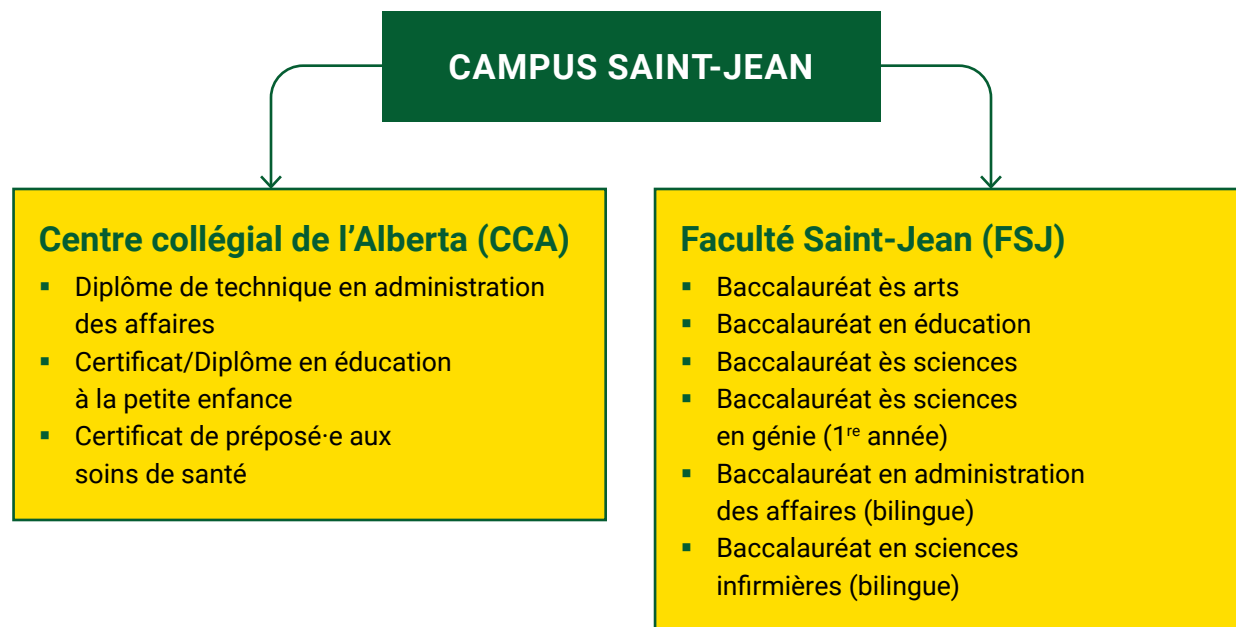 CAMPUS SAINT-JEAN
Centre collégial de l’Alberta (CCA)
▪ Diplôme de technique en administration
des affaires
▪ Certificat/Diplôme en éducation
à la petite enfance
▪ Certificat de préposé·e aux
soins de santé
Faculté Saint-Jean (FSJ)
▪ Baccalauréat ès arts
▪ Baccalauréat en éducation
▪ Baccalauréat ès sciences
▪ Baccalauréat ès sciences
en génie (1re année)
▪ Baccalauréat en administration
des affaires (bilingue)
▪ Baccalauréat en sciences
infirmières (bilingue)